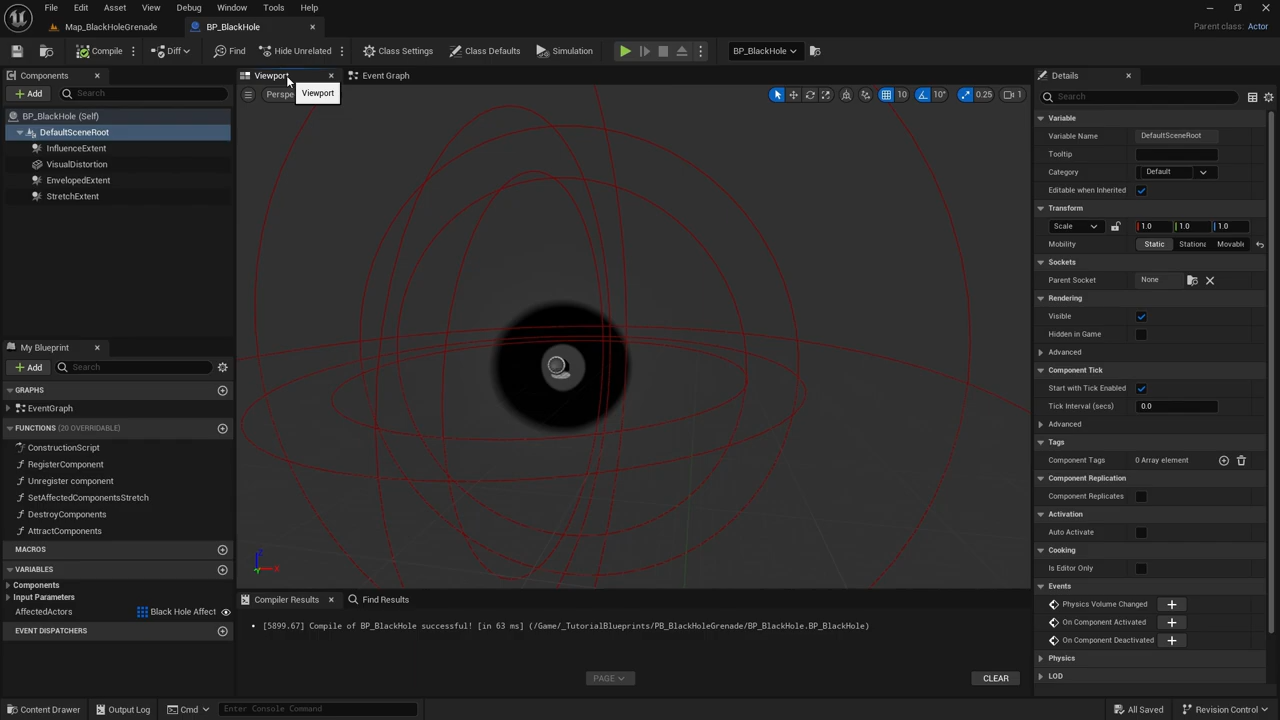 File Edit Asset View Debug Window Tools Help
Map_BlackHoleGrenade
BP_BlackHole
Parent class: Actor
Compile
Diff
Find
Hide Unrelated
Class Settings
Class Defaults
Simulation
BP_BlackHole
Components
Add
Search
BP_BlackHole (Self)
DefaultSceneRoot
InfluenceExtent
VisualDistortion
EnvelopedExtent
StretchExtent
My Blueprint
Add
Search
GRAPHS
EventGraph
FUNCTIONS (20 OVERRIDABLE)
ConstructionScript
RegisterComponent
Unregister component
SetAffectedComponentsStretch
DestroyComponents
AttractComponents
MACROS
VARIABLES
Components
Input Parameters
AffectedActors Black Hole Affect
EVENT DISPATCHERS
Viewport
Event Graph
Perspe
Viewport
10
10°
0.25
1
Z
X
Compiler Results
Find Results
[5899.67] Compile of BP_BlackHole successful! [in 63 ms] (/Game/_TutorialBlueprints/PB_BlackHoleGrenade/BP_BlackHole.BP_BlackHole)
PAGE
CLEAR
Details
Search
Variable
Variable Name DefaultSceneRoot
Tooltip
Category Default
Editable when Inherited
Transform
Scale 1.0 1.0 1.0
Mobility Static Stationa Movable
Sockets
Parent Socket None
Rendering
Visible
Hidden in Game
Advanced
Component Tick
Start with Tick Enabled
Tick Interval (secs) 0.0
Advanced
Tags
Component Tags 0 Array element
Component Replication
Component Replicates
Activation
Auto Activate
Cooking
Is Editor Only
Events
Physics Volume Changed
On Component Activated
On Component Deactivated
Physics
LOD
Content Drawer
Output Log
Cmd
Enter Console Command
All Saved
Revision Control